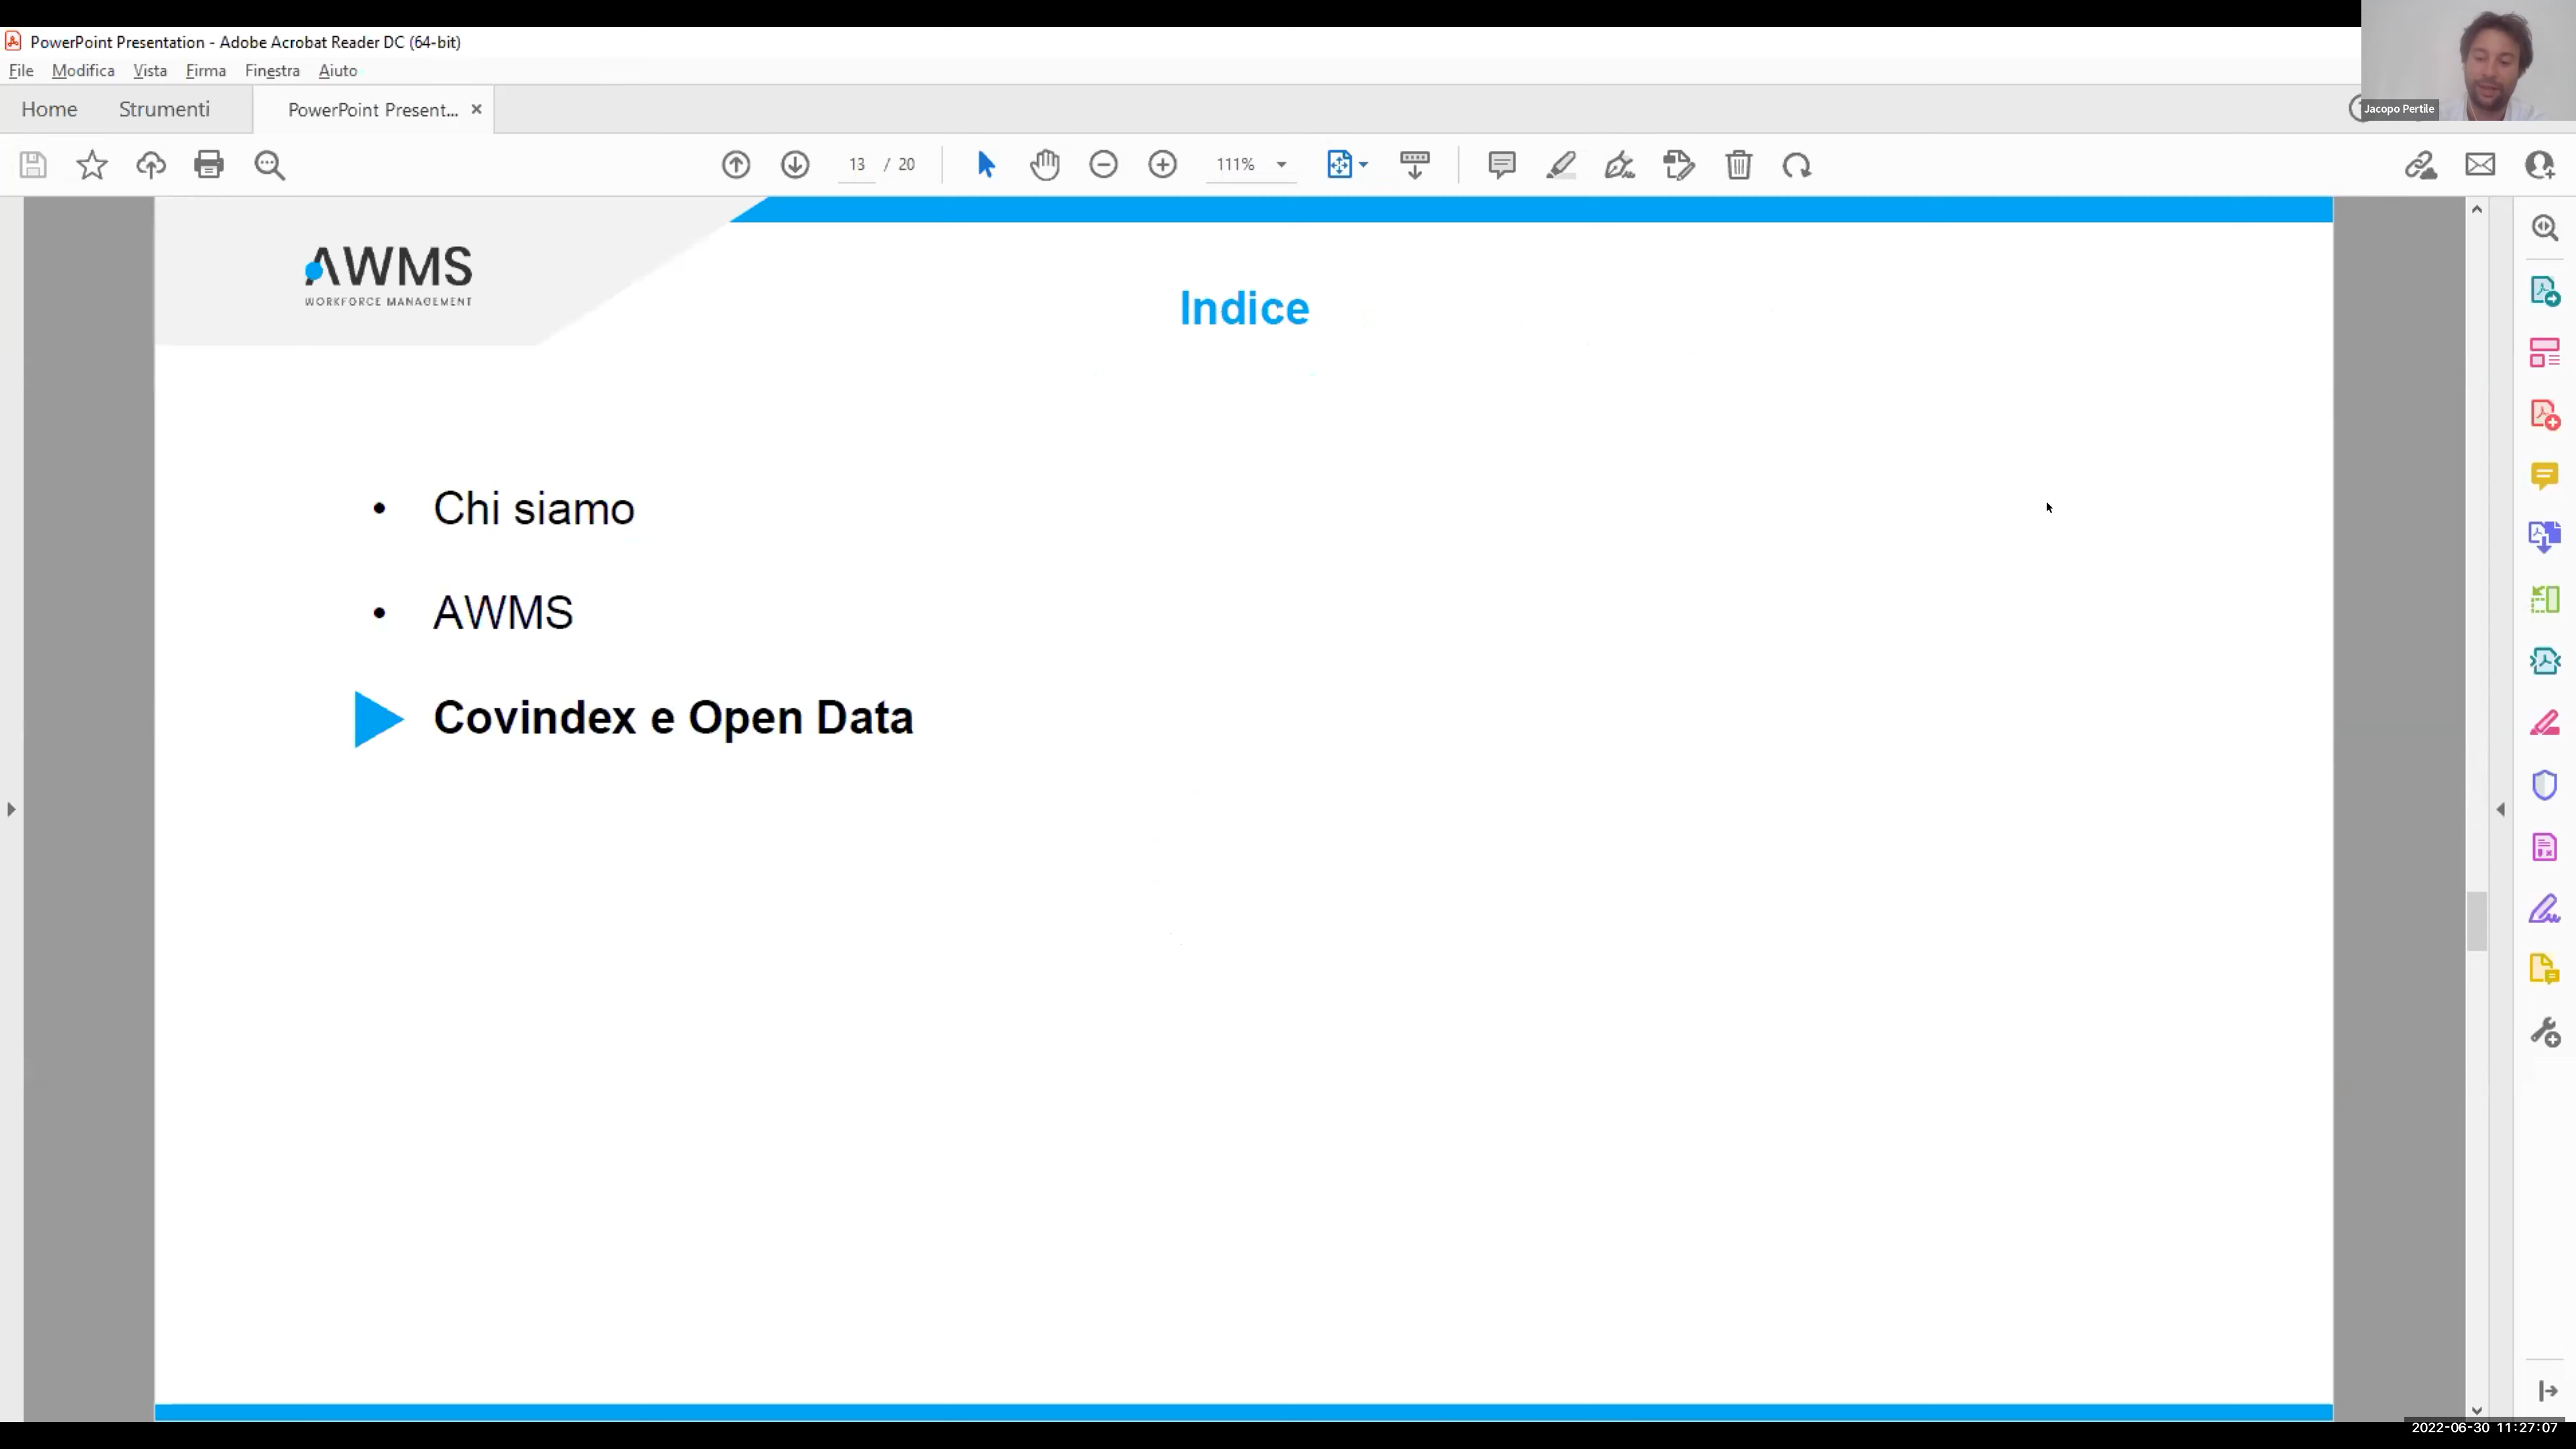 PowerPoint Presentation - Adobe Acrobat Reader DC (64-bit)
File Modifica Vista Firma Finestra Aiuto
Home Strumenti PowerPoint Present... ×
Jacopo Pertile
13 / 20 111%
AWMS
WORKFORCE MANAGEMENT
Indice
• Chi siamo
• AWMS
Covindex e Open Data
2022-06-30 11:27:07